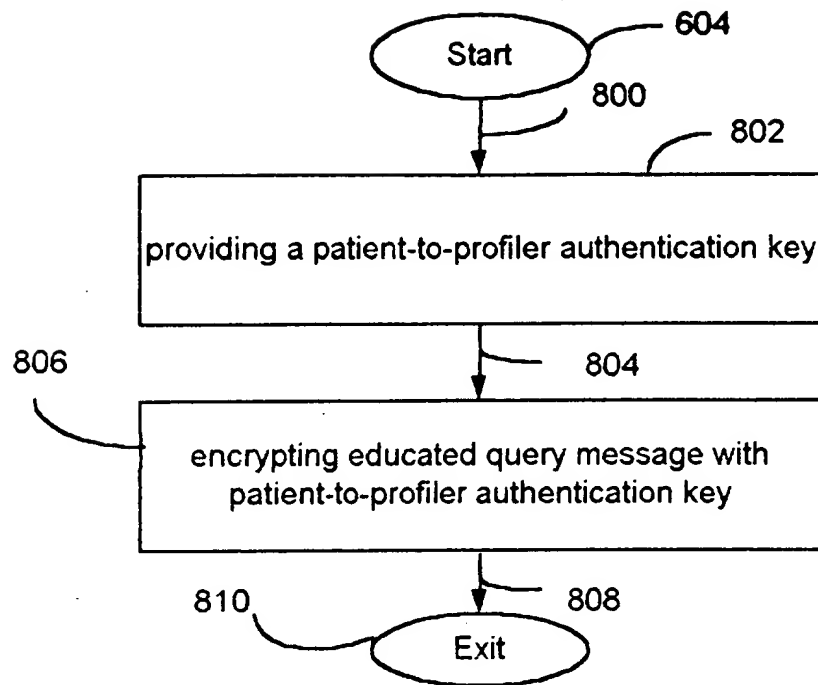 604
Start
800
802
providing a patient-to-profiler authentication key
804
806
encrypting educated query message with
patient-to-profiler authentication key
808
810
Exit